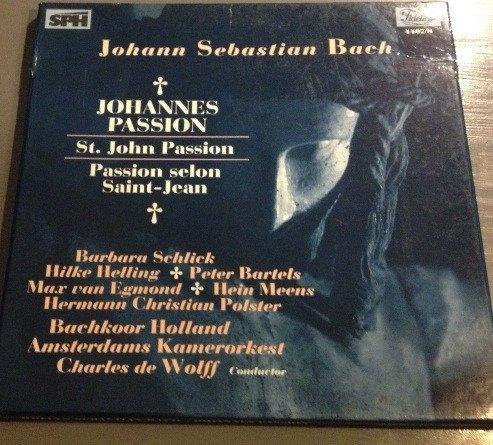 SPH
Fidelio
Johann Sebastian Bach
JOHANNES
PASSION
St. John Passion
Passion selon
Saint-Jean
Barbara Schlick
Hilke Helling ✝ Peter Bartels
Max van Egmond ✝ Hein Meens
Hermann Christian Polster
Bachkoor Holland
Amsterdams Kamerorkest
Charles de Wolff Conductor